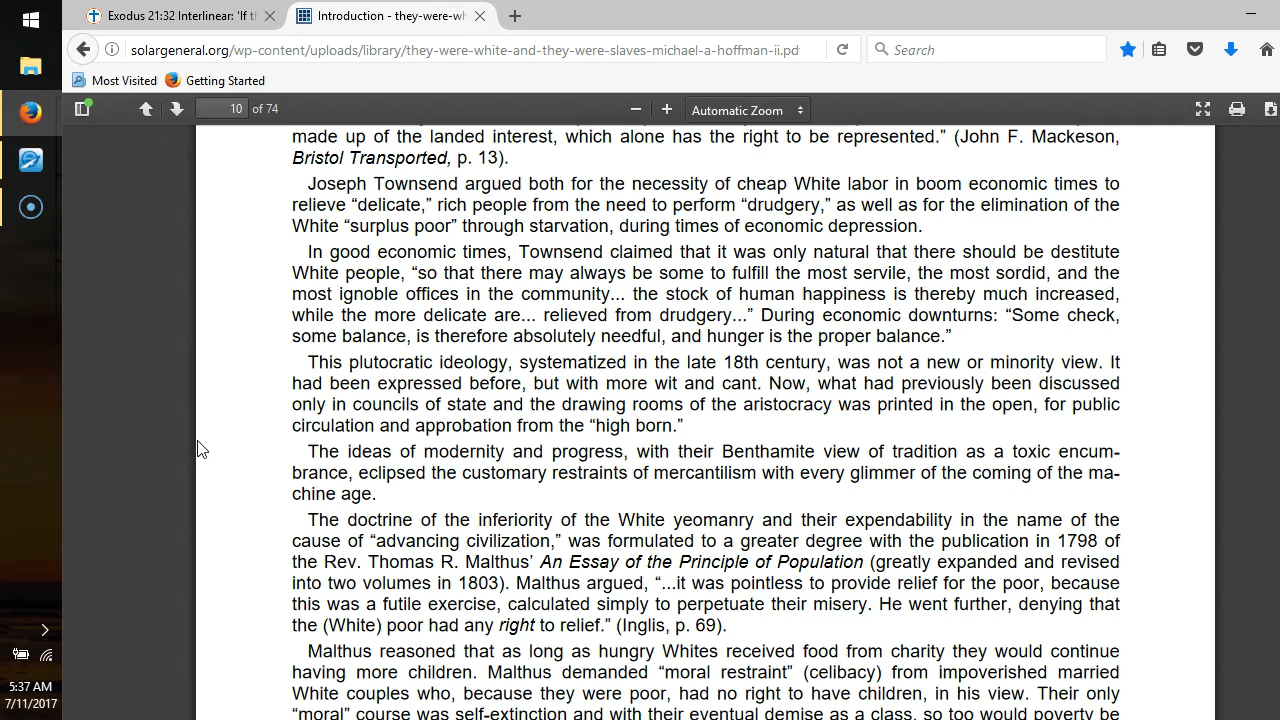 Exodus 21:32 Interlinear: 'If th
Introduction - they-were-wh
solargeneral.org/wp-content/uploads/library/they-were-white-and-they-were-slaves-michael-a-hoffman-ii.pd
Search
Most Visited
Getting Started
10 of 74
Automatic Zoom
made up of the landed interest, which alone has the right to be represented.” (John F. Mackeson,
Bristol Transported, p. 13).
Joseph Townsend argued both for the necessity of cheap White labor in boom economic times to
relieve “delicate,” rich people from the need to perform “drudgery,” as well as for the elimination of the
White “surplus poor” through starvation, during times of economic depression.
In good economic times, Townsend claimed that it was only natural that there should be destitute
White people, “so that there may always be some to fulfill the most servile, the most sordid, and the
most ignoble offices in the community... the stock of human happiness is thereby much increased,
while the more delicate are... relieved from drudgery...” During economic downturns: “Some check,
some balance, is therefore absolutely needful, and hunger is the proper balance.”
This plutocratic ideology, systematized in the late 18th century, was not a new or minority view. It
had been expressed before, but with more wit and cant. Now, what had previously been discussed
only in councils of state and the drawing rooms of the aristocracy was printed in the open, for public
circulation and approbation from the “high born.”
The ideas of modernity and progress, with their Benthamite view of tradition as a toxic encum-
brance, eclipsed the customary restraints of mercantilism with every glimmer of the coming of the ma-
chine age.
The doctrine of the inferiority of the White yeomanry and their expendability in the name of the
cause of “advancing civilization,” was formulated to a greater degree with the publication in 1798 of
the Rev. Thomas R. Malthus’ An Essay of the Principle of Population (greatly expanded and revised
into two volumes in 1803). Malthus argued, “...it was pointless to provide relief for the poor, because
this was a futile exercise, calculated simply to perpetuate their misery. He went further, denying that
the (White) poor had any right to relief.” (Inglis, p. 69).
Malthus reasoned that as long as hungry Whites received food from charity they would continue
having more children. Malthus demanded “moral restraint” (celibacy) from impoverished married
White couples who, because they were poor, had no right to have children, in his view. Their only
“moral” course was self-extinction and with their eventual demise as a class, so too would poverty be
5:37 AM
7/11/2017